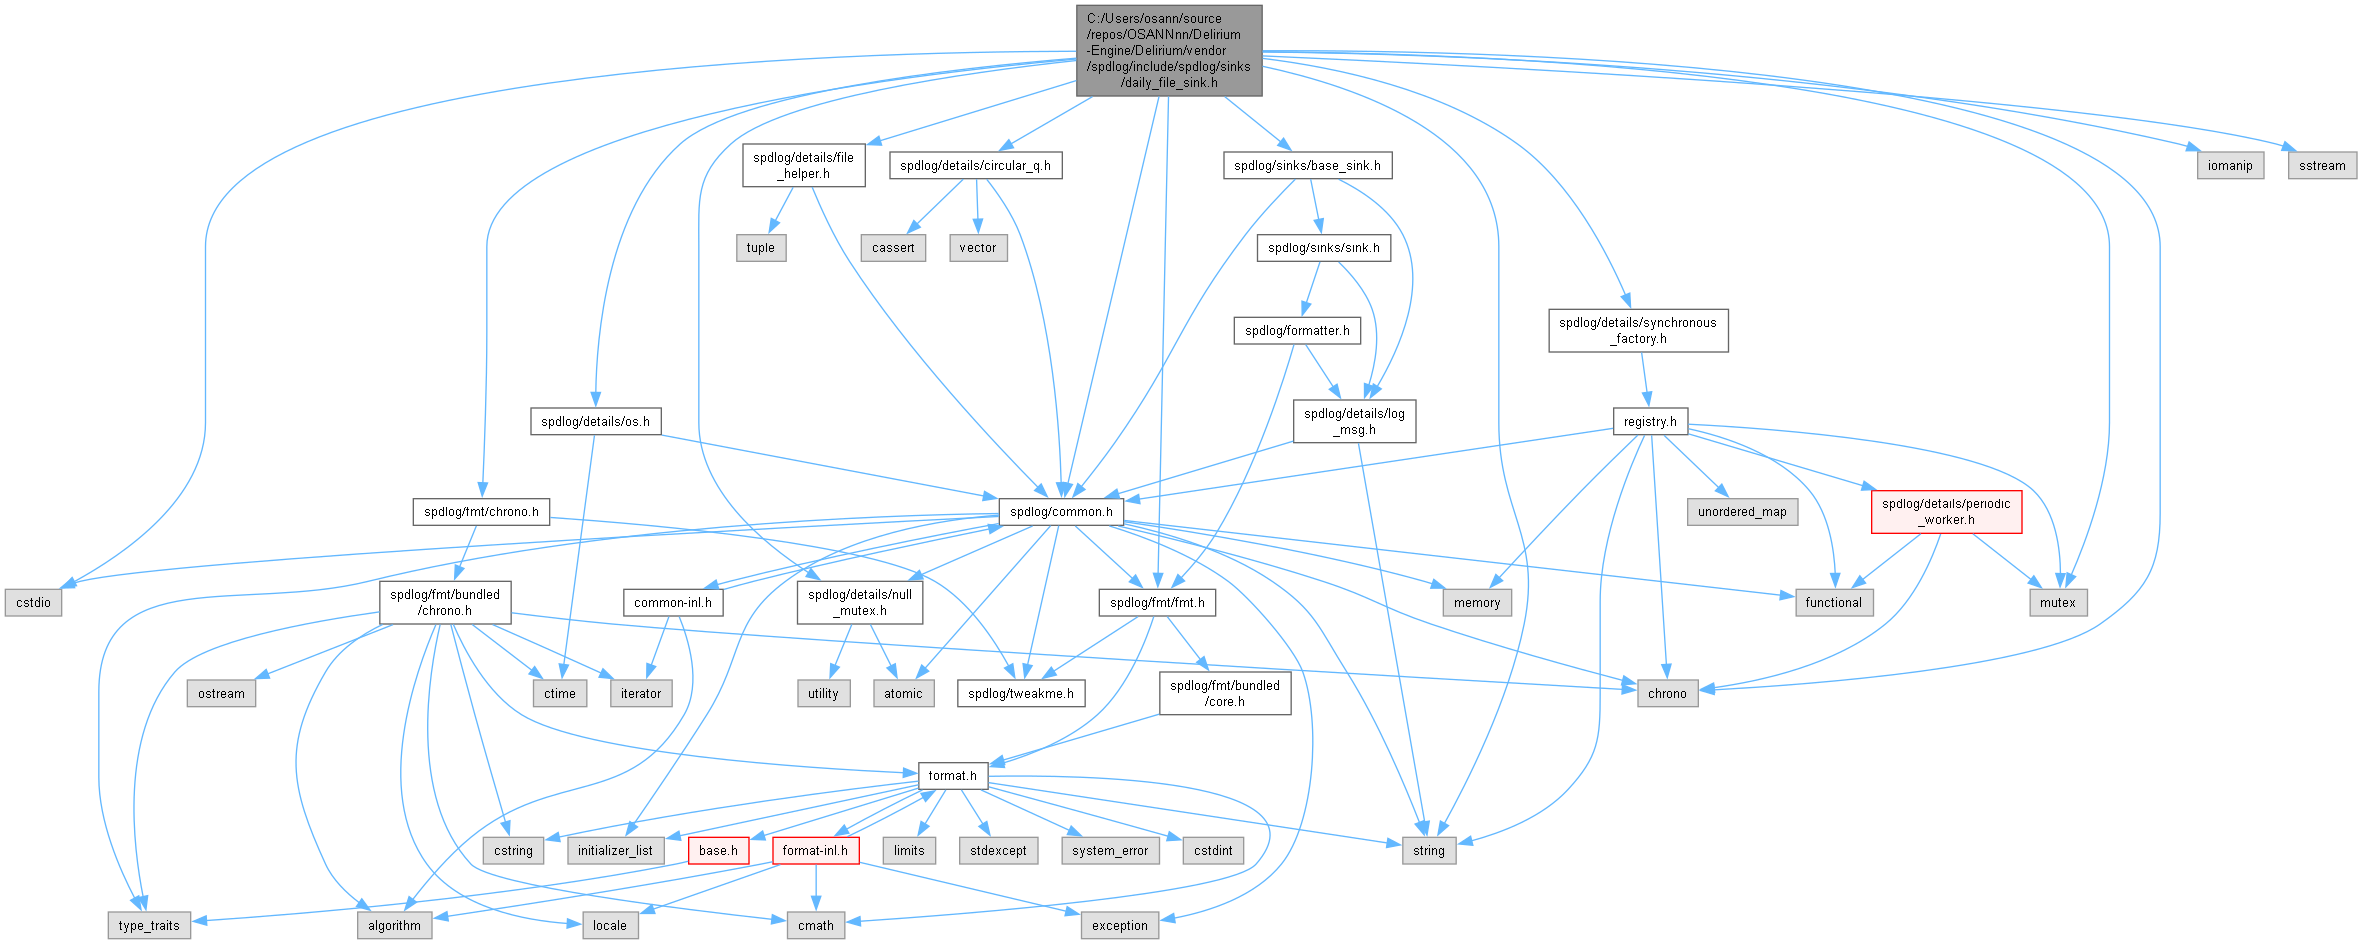 C:/Users/osann/source
/repos/OSANNnn/Delirium
-Engine/Delirium/vendor
/spdlog/include/spdlog/sinks
/daily_file_sink.h
spdlog/details/file
_helper.h
spdlog/details/circular_q.h
spdlog/sinks/base_sink.h
iomanip
sstream
tuple
cassert
vector
spdlog/sinks/sink.h
spdlog/formatter.h
spdlog/details/synchronous
_factory.h
spdlog/details/os.h
spdlog/details/log
_msg.h
registry.h
spdlog/fmt/chrono.h
spdlog/common.h
unordered_map
spdlog/details/periodic
_worker.h
cstdio
spdlog/fmt/bundled
/chrono.h
common-inl.h
spdlog/details/null
_mutex.h
spdlog/fmt/fmt.h
memory
functional
mutex
ostream
ctime
iterator
utility
atomic
spdlog/tweakme.h
spdlog/fmt/bundled
/core.h
chrono
format.h
cstring
initializer_list
base.h
format-inl.h
limits
stdexcept
system_error
cstdint
string
type_traits
algorithm
locale
cmath
exception